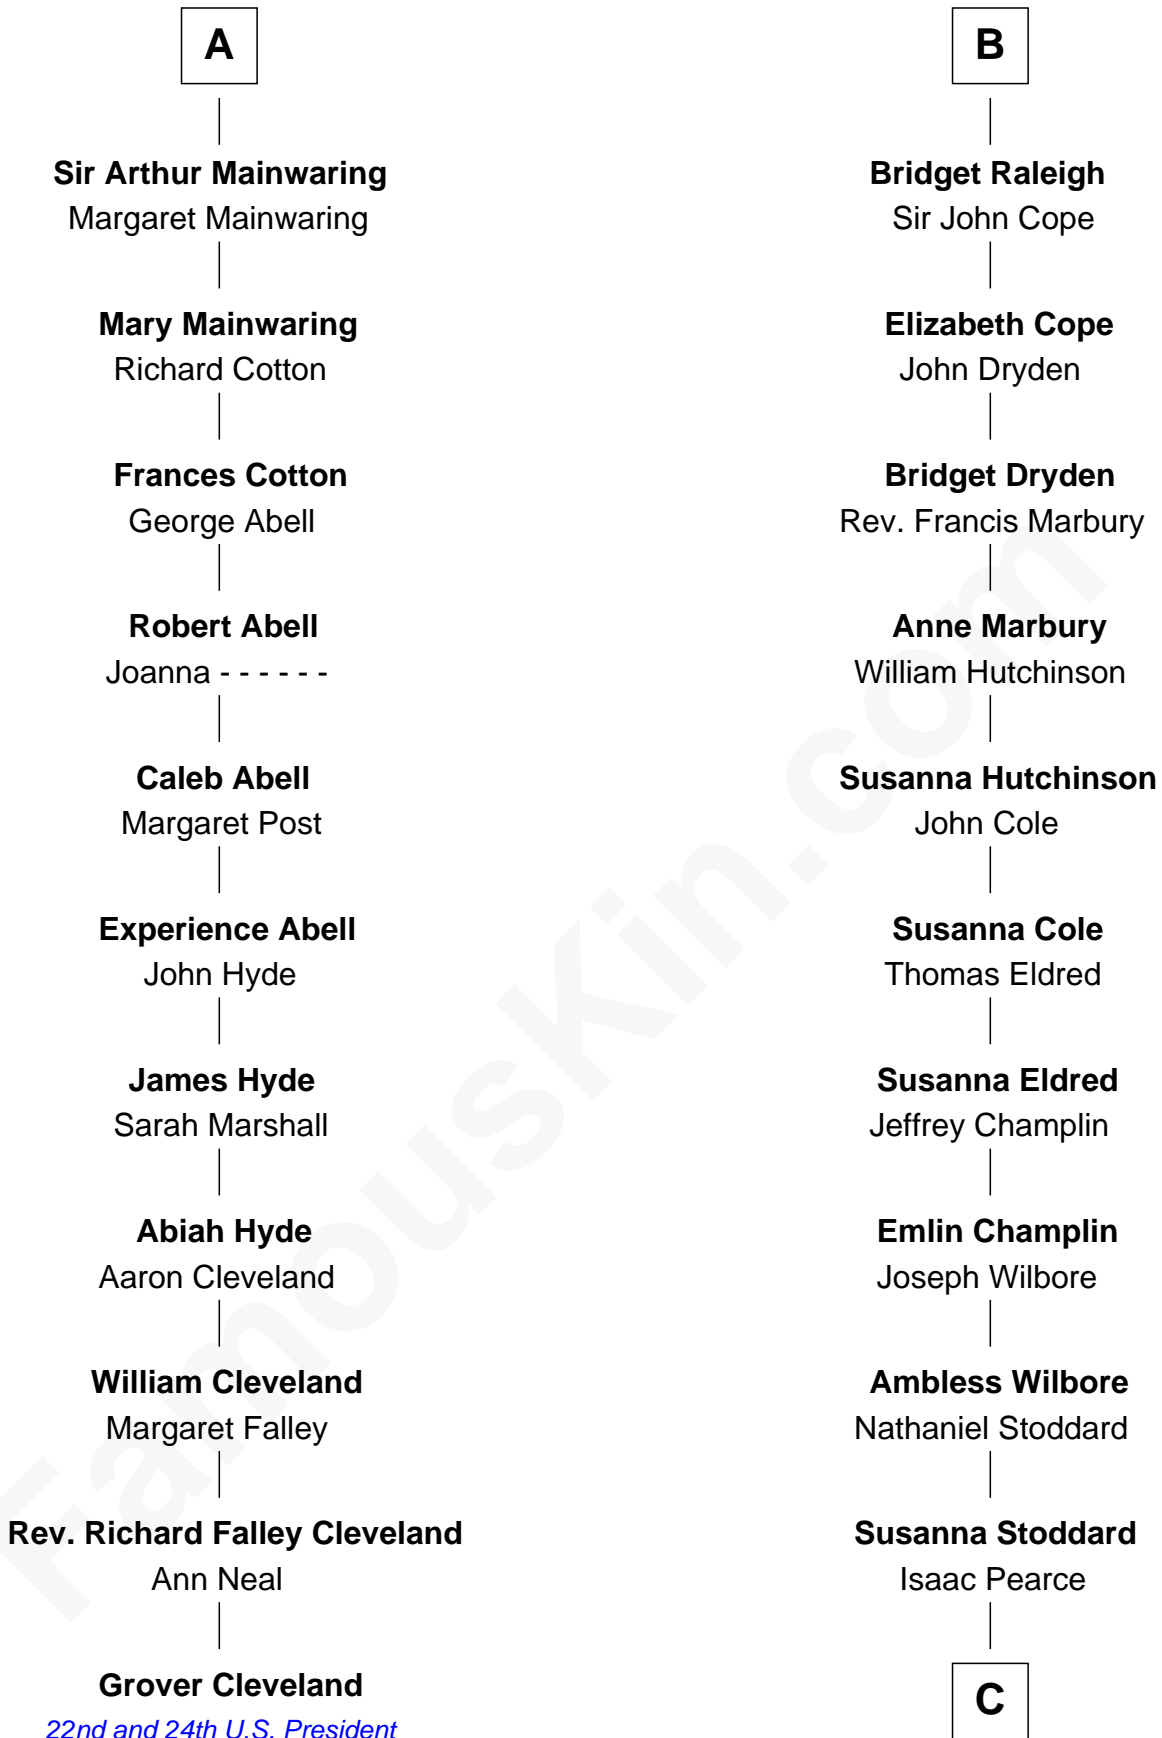 A
Sir Arthur Mainwaring
Margaret Mainwaring
Mary Mainwaring
Richard Cotton
Frances Cotton
George Abell
Robert Abell
Joanna - - - - - -
Caleb Abell
Margaret Post
Experience Abell
John Hyde
James Hyde
Sarah Marshall
Abiah Hyde
Aaron Cleveland
William Cleveland
Margaret Falley
Rev. Richard Falley Cleveland
Ann Neal
Grover Cleveland
22nd and 24th U.S. President
B
Bridget Raleigh
Sir John Cope
Elizabeth Cope
John Dryden
Bridget Dryden
Rev. Francis Marbury
Anne Marbury
William Hutchinson
Susanna Hutchinson
John Cole
Susanna Cole
Thomas Eldred
Susanna Eldred
Jeffrey Champlin
Emlin Champlin
Joseph Wilbore
Ambless Wilbore
Nathaniel Stoddard
Susanna Stoddard
Isaac Pearce
C
FamousKin.com